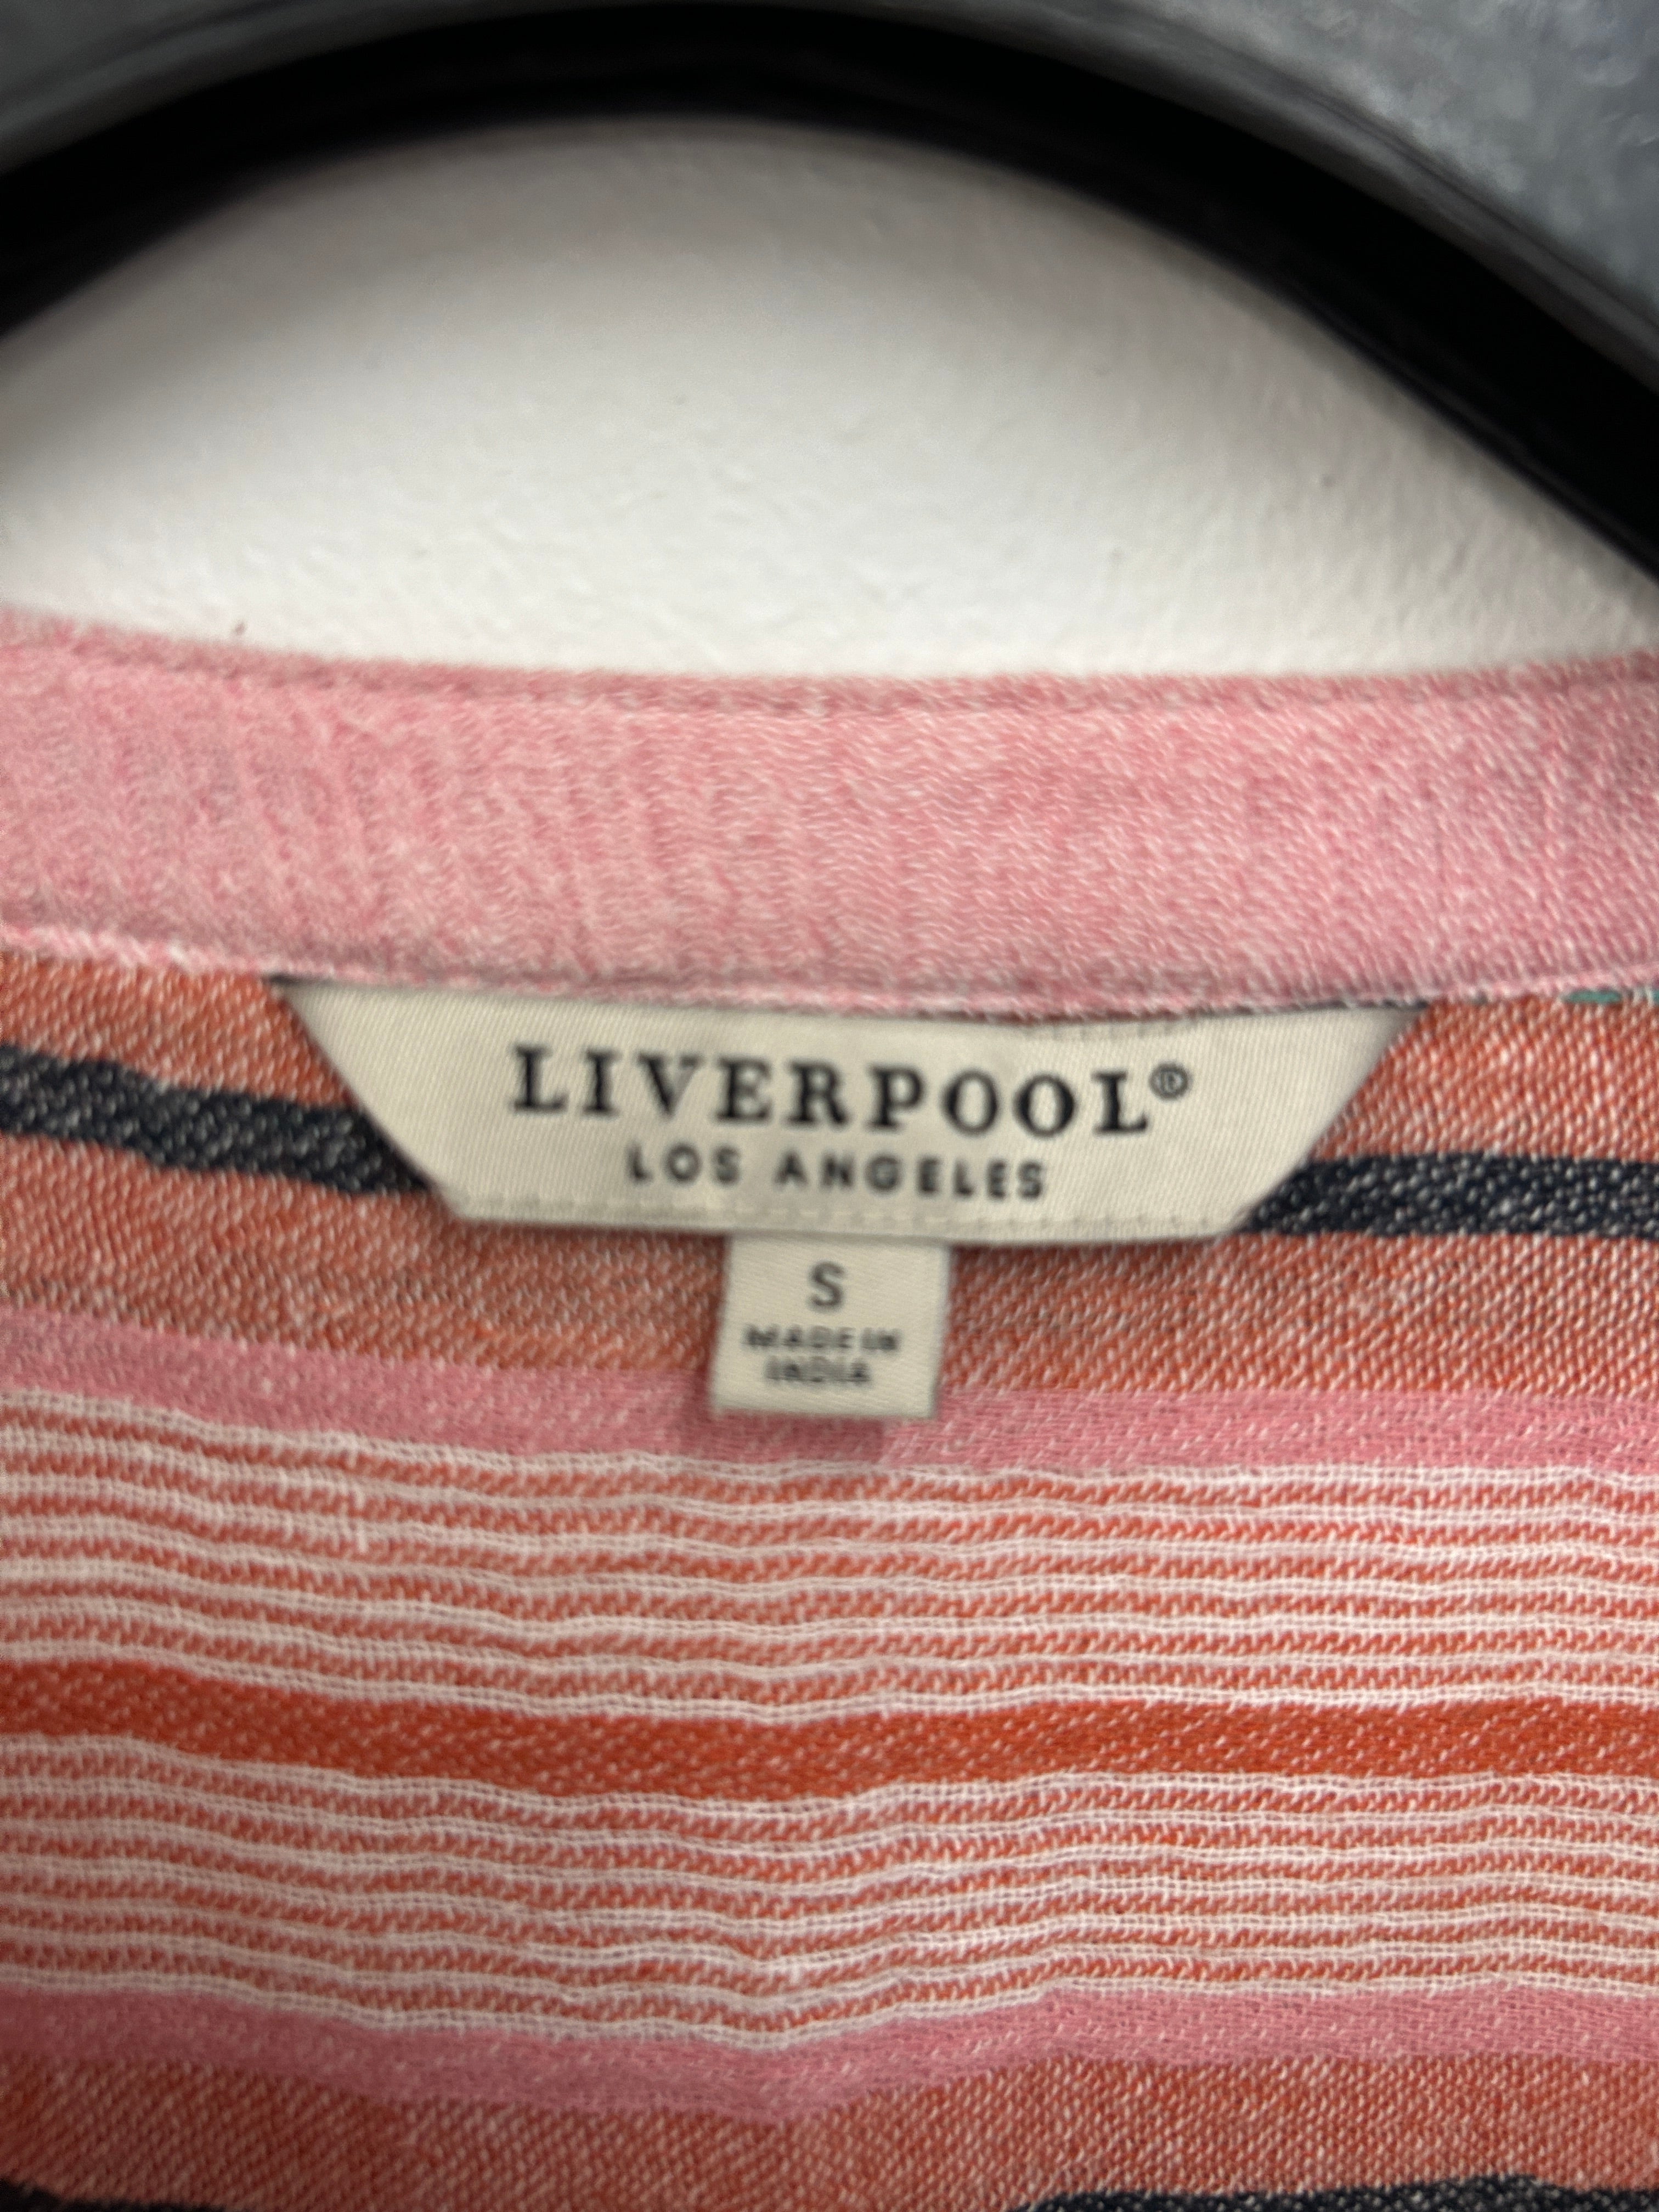 LIVERPOOL®
LOS ANGELES
S
MADE IN
INDIA